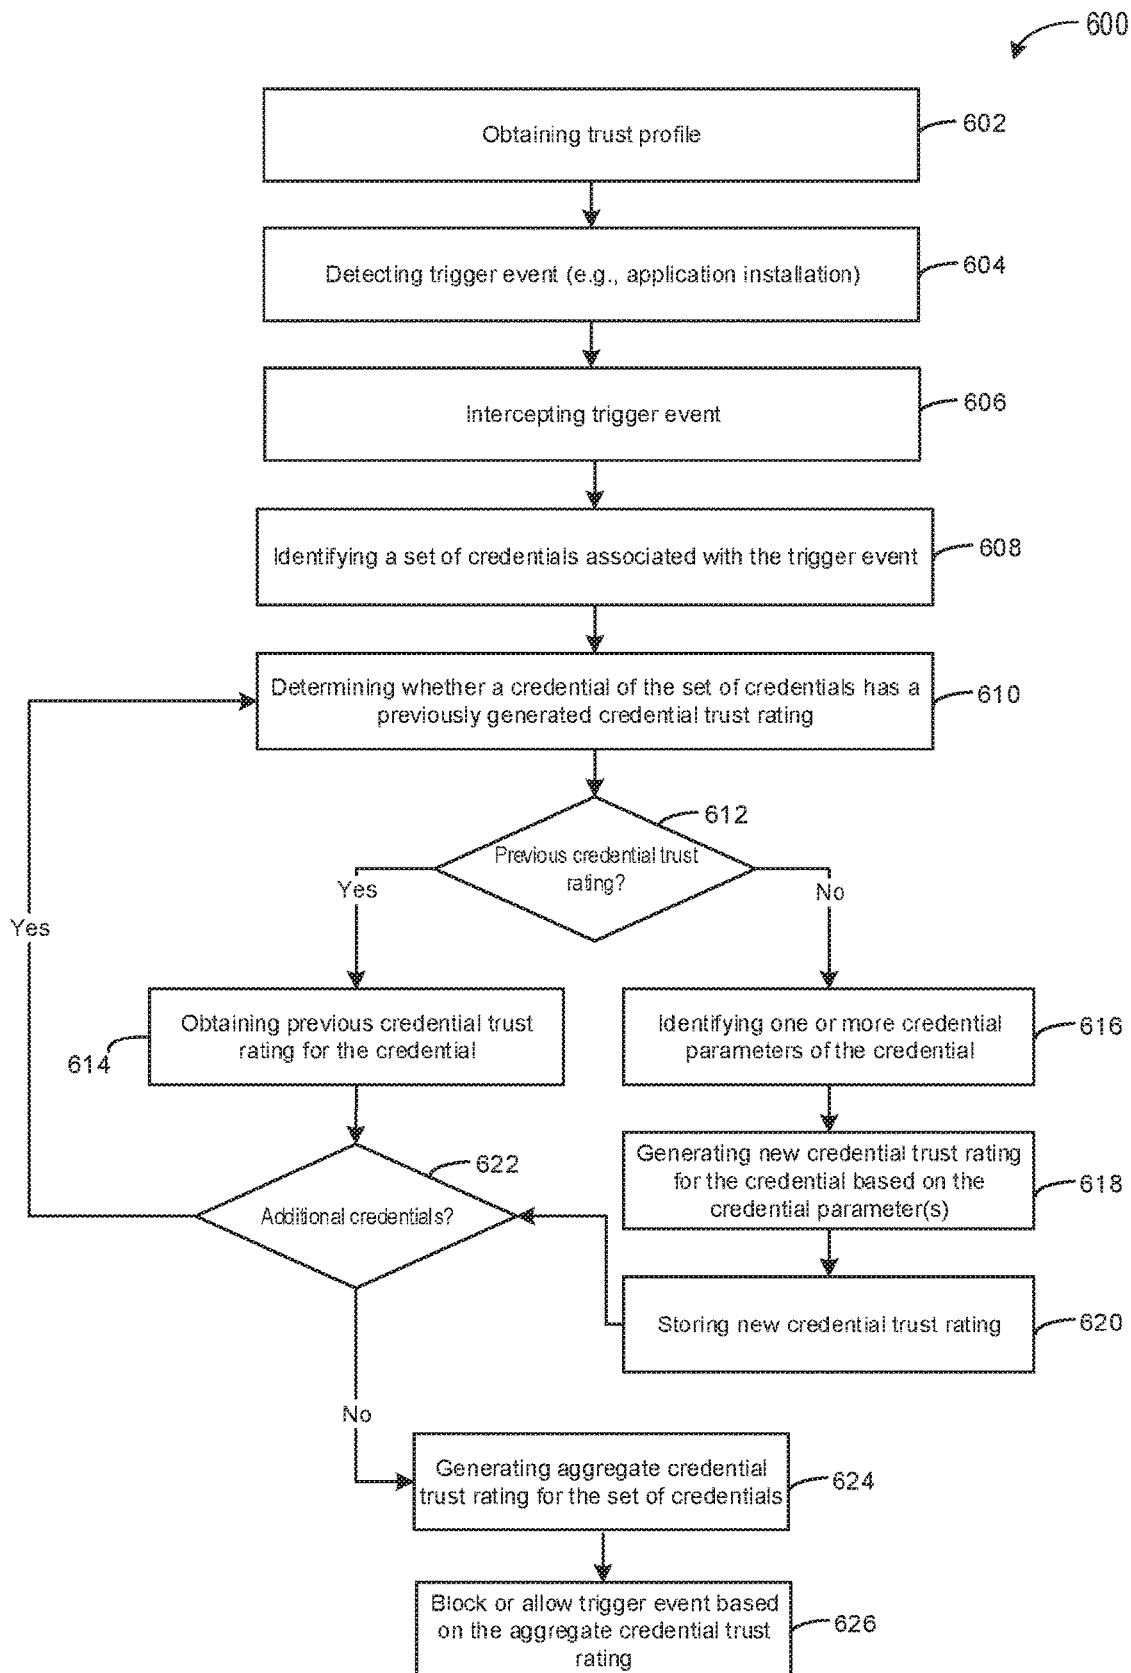 600
Obtaining trust profile
602
Detecting trigger event (e.g., application installation)
604
Intercepting trigger event
606
Identifying a set of credentials associated with the trigger event
608
Determining whether a credential of the set of credentials has a
previously generated credential trust rating
610
612
Previous credential trust
rating?
Yes
No
Yes
Obtaining previous credential trust
rating for the credential
614
Identifying one or more credential
parameters of the credential
616
622
Additional credentials?
Generating new credential trust rating
for the credential based on the
credential parameter(s)
618
Storing new credential trust rating
620
No
Generating aggregate credential
trust rating for the set of credentials
624
Block or allow trigger event based
on the aggregate credential trust
rating
626